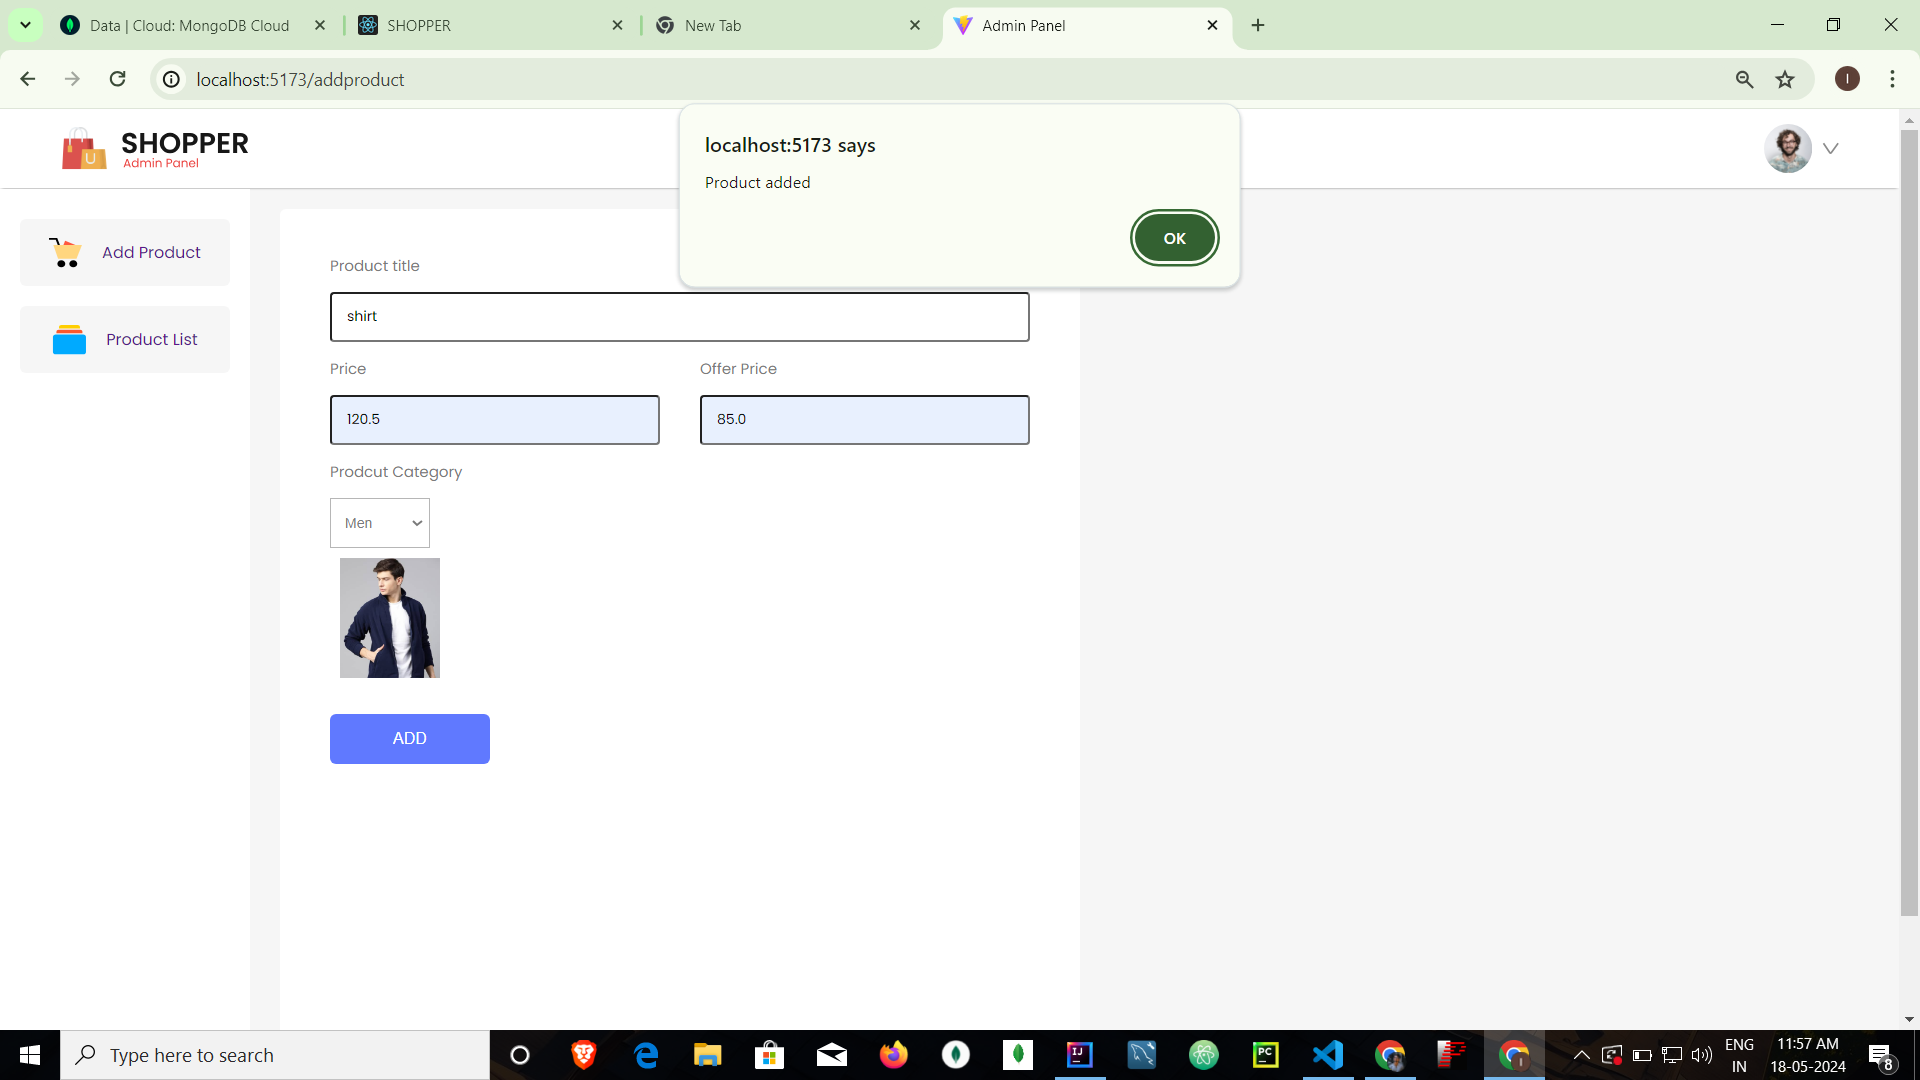 Data | Cloud: MongoDB Cloud
SHOPPER
New Tab
Admin Panel
localhost:5173/addproduct
I
SHOPPER
Admin Panel
U
localhost:5173 says
Product added
OK
Add Product
Product List
Product title
shirt
Price
Offer Price
120.5
85.0
Prodcut Category
Men
ADD
Type here to search
IJ
PC
I
ENG
IN
11:57 AM
18-05-2024
8